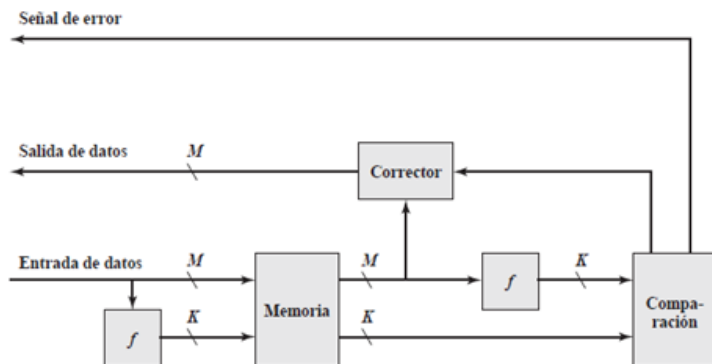 Señal de error
Salida de datos
M
Corrector
Entrada de datos
M
M
K
f
Memoria
Compa-
ración
K
K
f